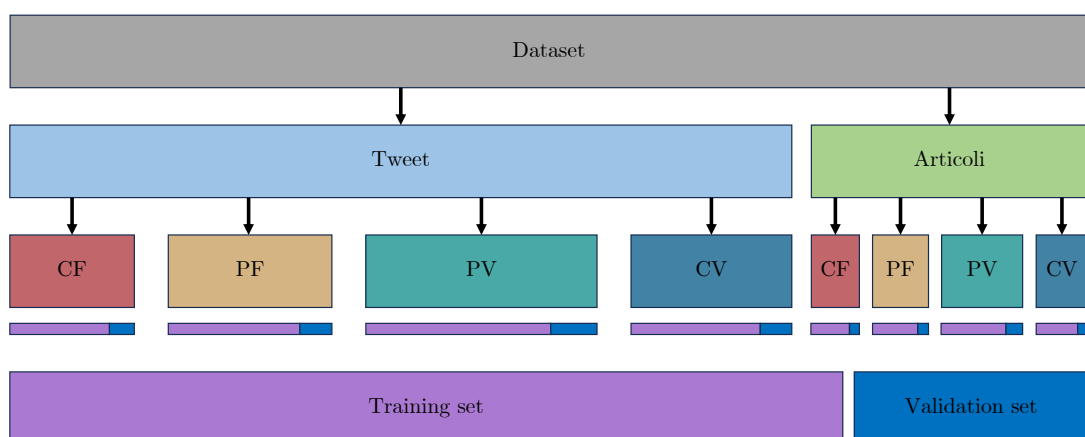 Dataset
Tweet
Articoli
CF
PF
PV
CV
CF
PF
PV
CV
Training set
Validation set